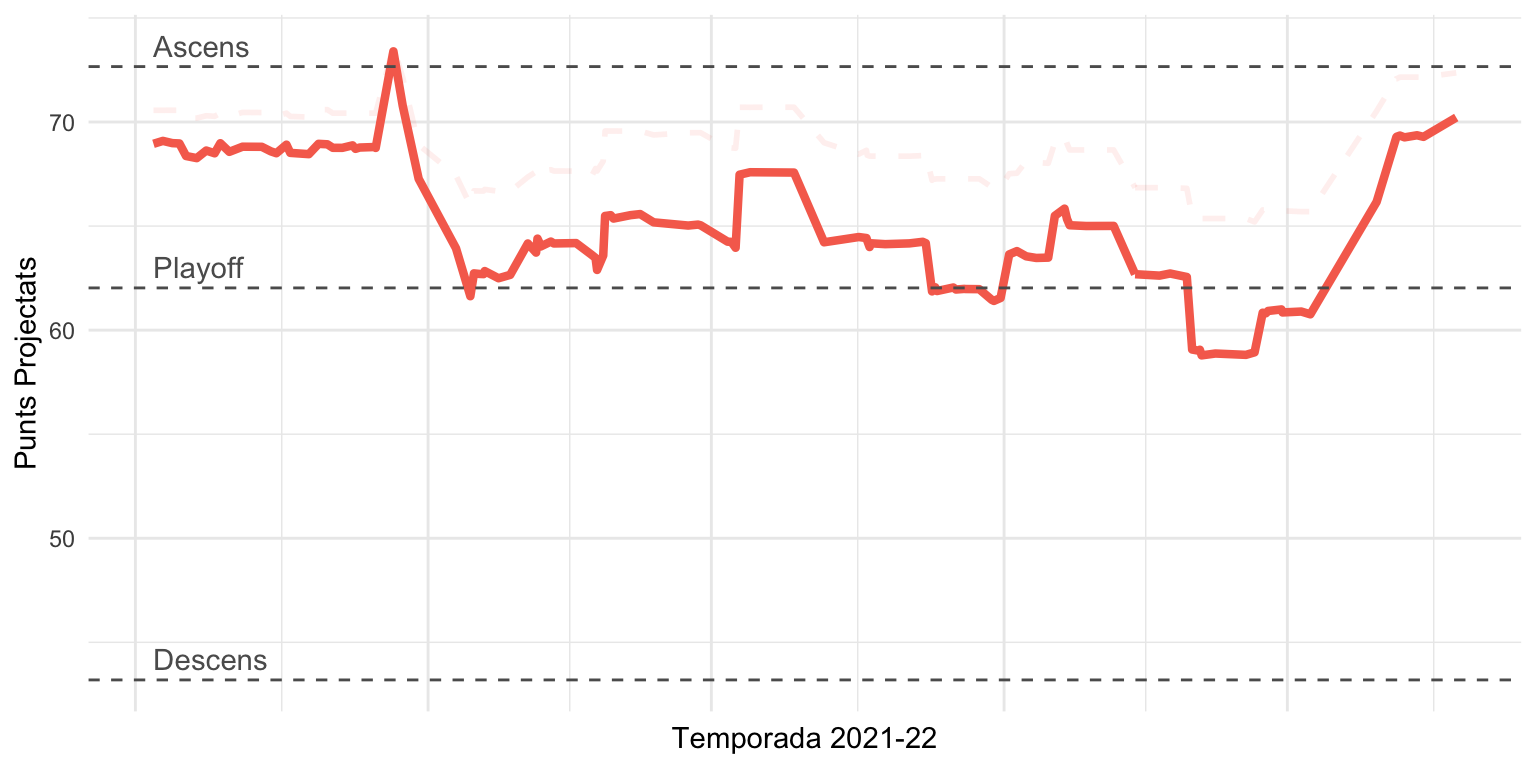 Ascens
70
Playoff
60
Punts Projectats
50
Descens
Temporada 2021-22